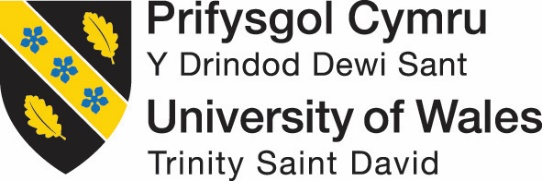 Prifysgol Cymru
Y Drindod Dewi Sant
University of Wales
Trinity Saint David